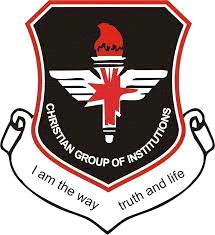 CHRISTIAN GROUP OF INSTITUTIONS
I am the way
truth and life